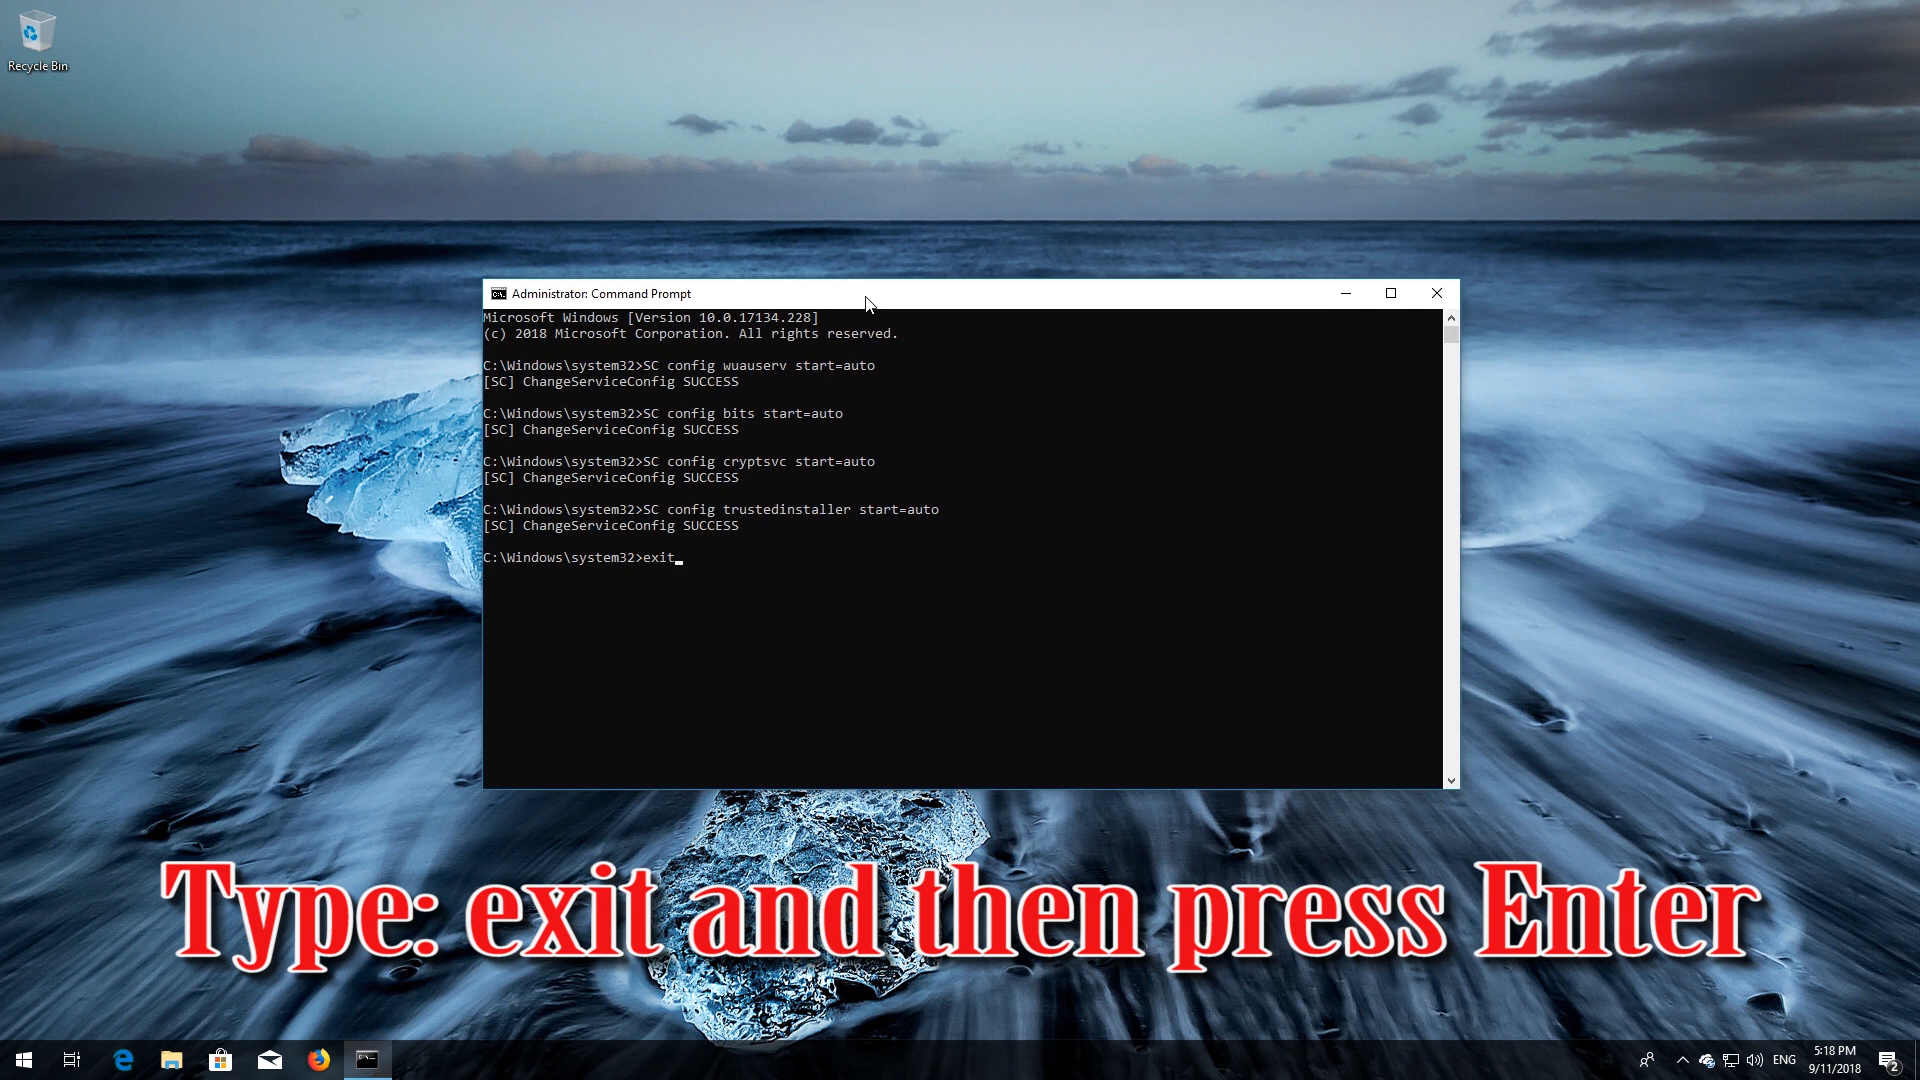 Recycle Bin
Administrator: Command Prompt
Microsoft Windows [Version 10.0.17134.228]
(c) 2018 Microsoft Corporation. All rights reserved.
C:\Windows\system32>SC config wuauserv start=auto
[SC] ChangeServiceConfig SUCCESS
C:\Windows\system32>SC config bits start=auto
[SC] ChangeServiceConfig SUCCESS
C:\Windows\system32>SC config cryptsvc start=auto
[SC] ChangeServiceConfig SUCCESS
C:\Windows\system32>SC config trustedinstaller start=auto
[SC] ChangeServiceConfig SUCCESS
C:\Windows\system32>exit
Type: exit and then press Enter
ENG
5:18 PM
9/11/2018
2